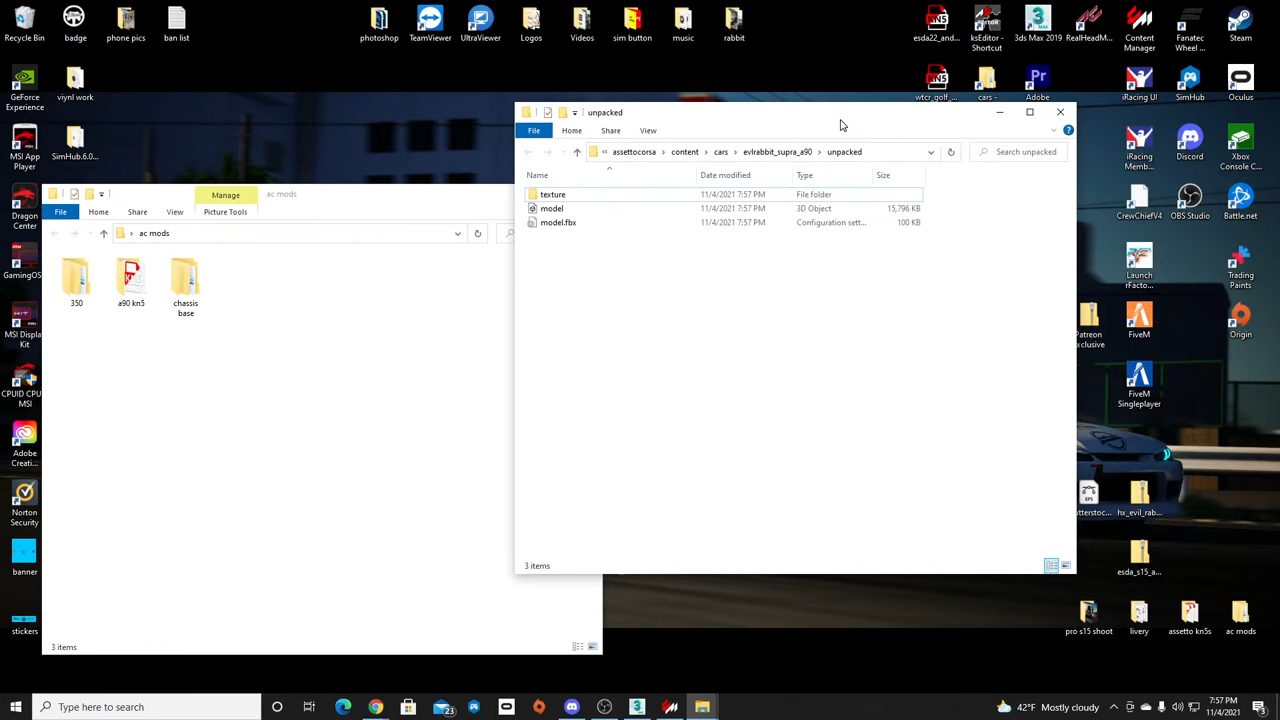 Recycle Bin
badge
phone pics
ban list
photoshop
TeamViewer
UltraViewer
Logos
Videos
sim button
music
rabbit
esda22_and...
ksEditor - Shortcut
3ds Max 2019
RealHeadM...
Content Manager
Fanatec Wheel ...
Steam
GeForce Experience
viynl work
wtcr_golf_...
cars -
Adobe
iRacing UI
SimHub
Oculus
MSI App Player
SimHub.6.0...
iRacing Memb...
Discord
Xbox Conso...
Dragon Center
CrewChiefV4
OBS Studio
Battle.net
GamingOS
Launch rFacto...
Trading Paints
MSI Display Kit
Patreon
FiveM
Origin
CPUID CPU MSI
FiveM Singleplayer
Adobe Creati...
Norton Security
EPS
hx_evil_rab...
banner
esda_s15_a...
stickers
pro s15 shoot
livery
assetto kn5s
ac mods
Manage
ac mods
File
Home
Share
View
Picture Tools
ac mods
350
a90 kn5
chassis base
3 items
unpacked
File
Home
Share
View
« assettocorsa > content > cars > evlrabbit_supra_a90 > unpacked
Search unpacked
Name
Date modified
Type
Size
texture 11/4/2021 7:57 PM File folder
model 11/4/2021 7:57 PM 3D Object 15,796 KB
model.fbx 11/4/2021 7:57 PM Configuration sett... 100 KB
3 items
Type here to search
23
42°F Mostly cloudy
7:57 PM
11/4/2021
3